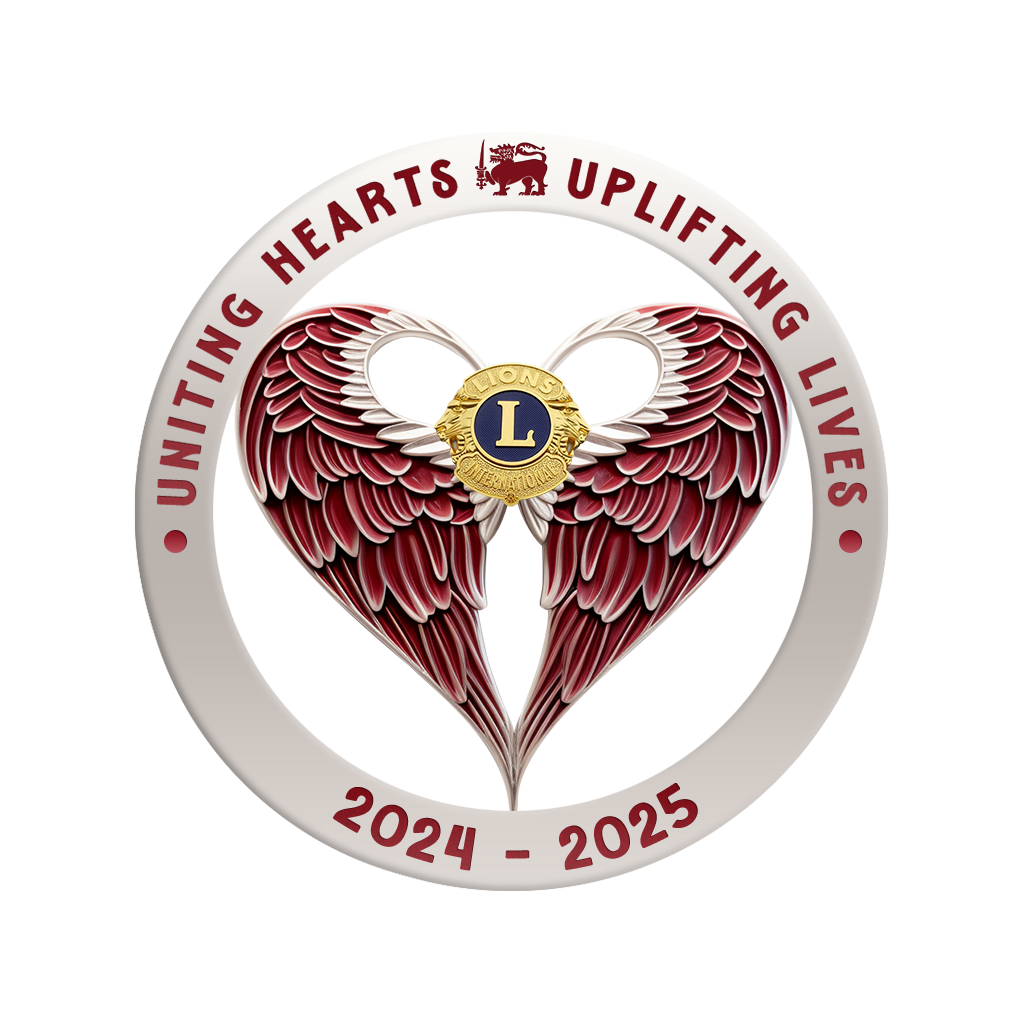 UNITING HEARTS UPLIFTING LIVES
LIONS
L
INTERNATIONAL
2024 - 2025